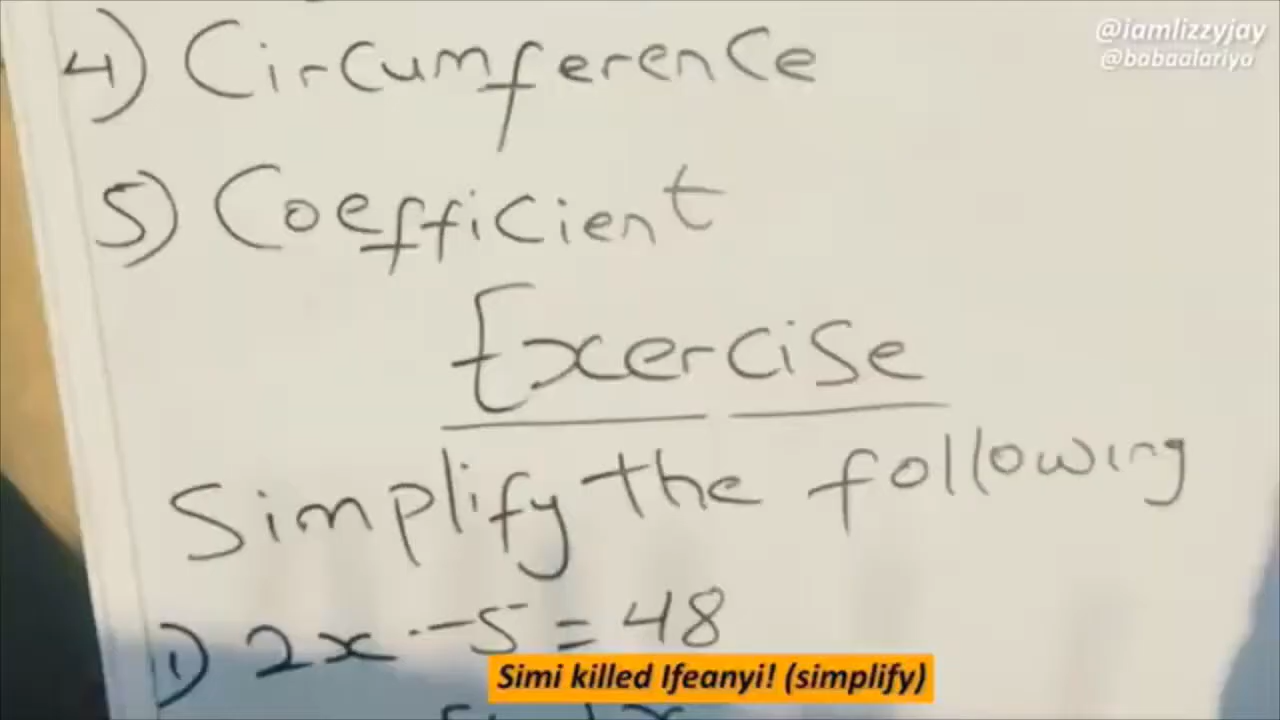 @iamlizzyjay
@babaalariya
4) Circumference
5) Coefficient
Exercise
Simplify the following
1) 2x - 5 = 48
Simi killed Ifeanyi! (simplify)